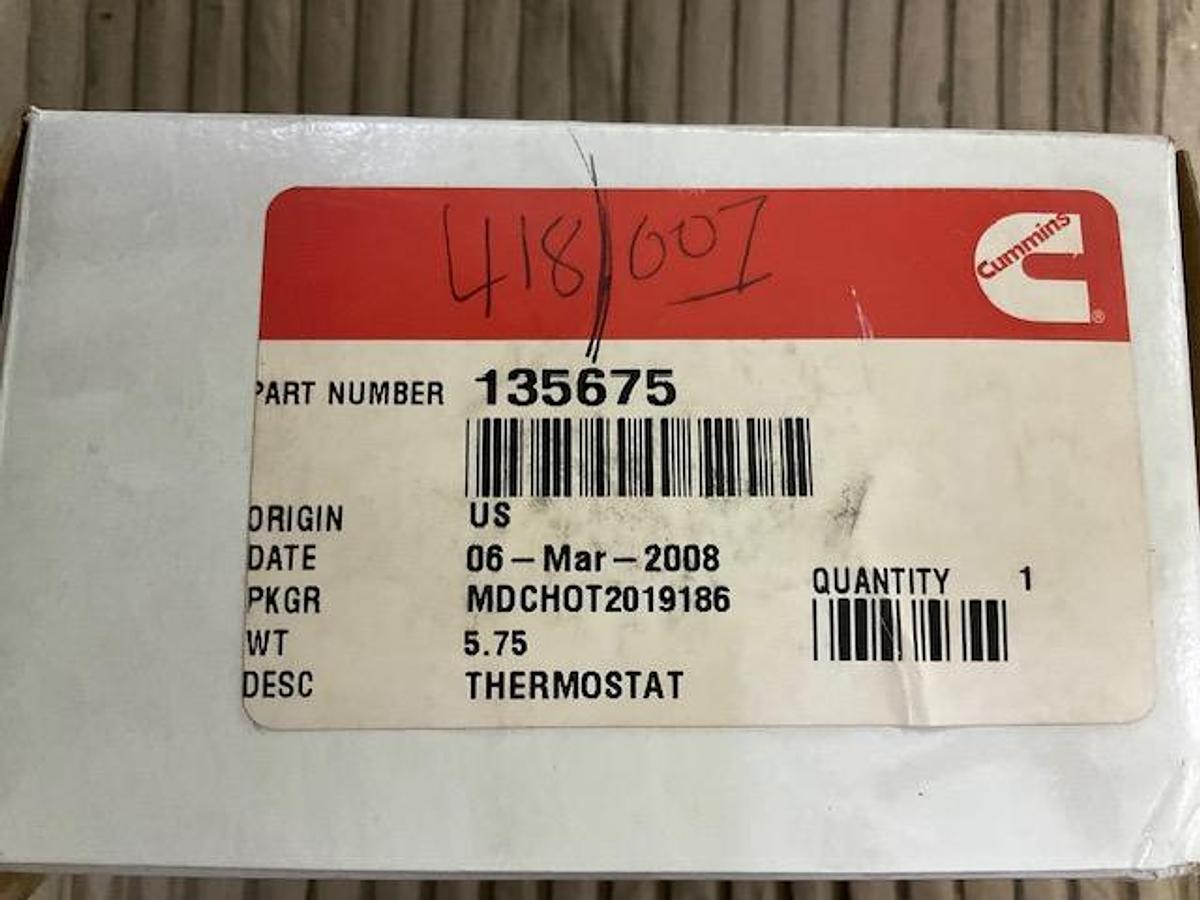 418/007
Cummins
®
PART NUMBER 135675
ORIGIN US
DATE 06-Mar-2008
PKGR MDCHOT2019186
QUANTITY 1
WT 5.75
DESC THERMOSTAT